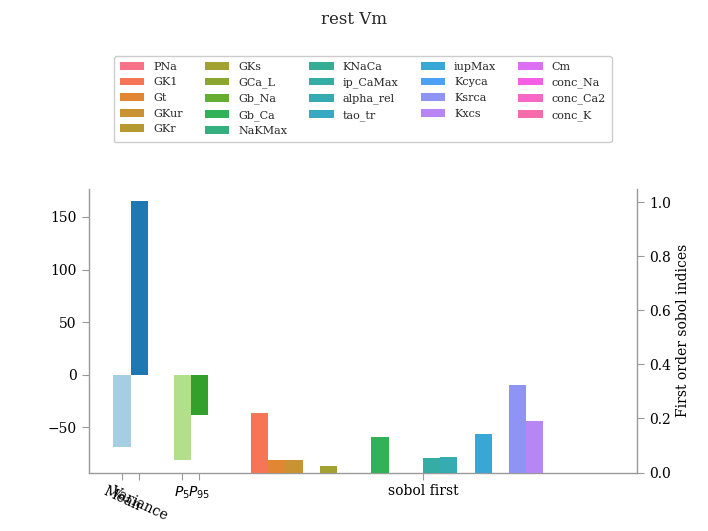 rest Vm
PNa GKs KNaCa iupMax Cm
GK1 GCa_L ip_CaMax Kcyca conc_Na
Gt Gb_Na alpha_rel Ksrca conc_Ca2
GKur Gb_Ca tao_tr Kxcs conc_K
GKr NaKMax
150
100
50
0
−50
1.0
0.8
0.6
0.4
0.2
0.0
First order sobol indices
Mean Variance P5 P95 sobol first